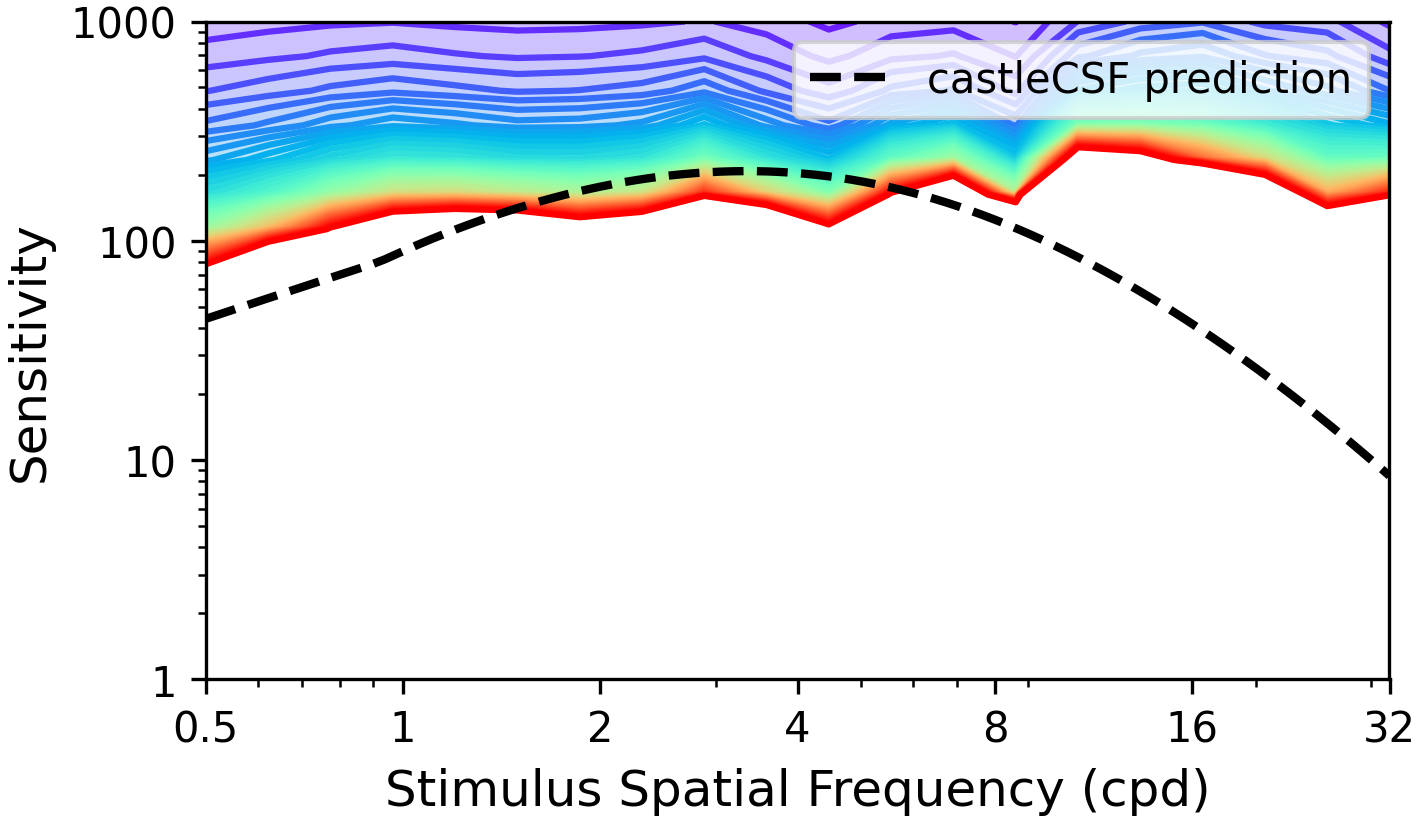 1000
100
10
1
Sensitivity
castleCSF prediction
0.5 1 2 4 8 16 32
Stimulus Spatial Frequency (cpd)